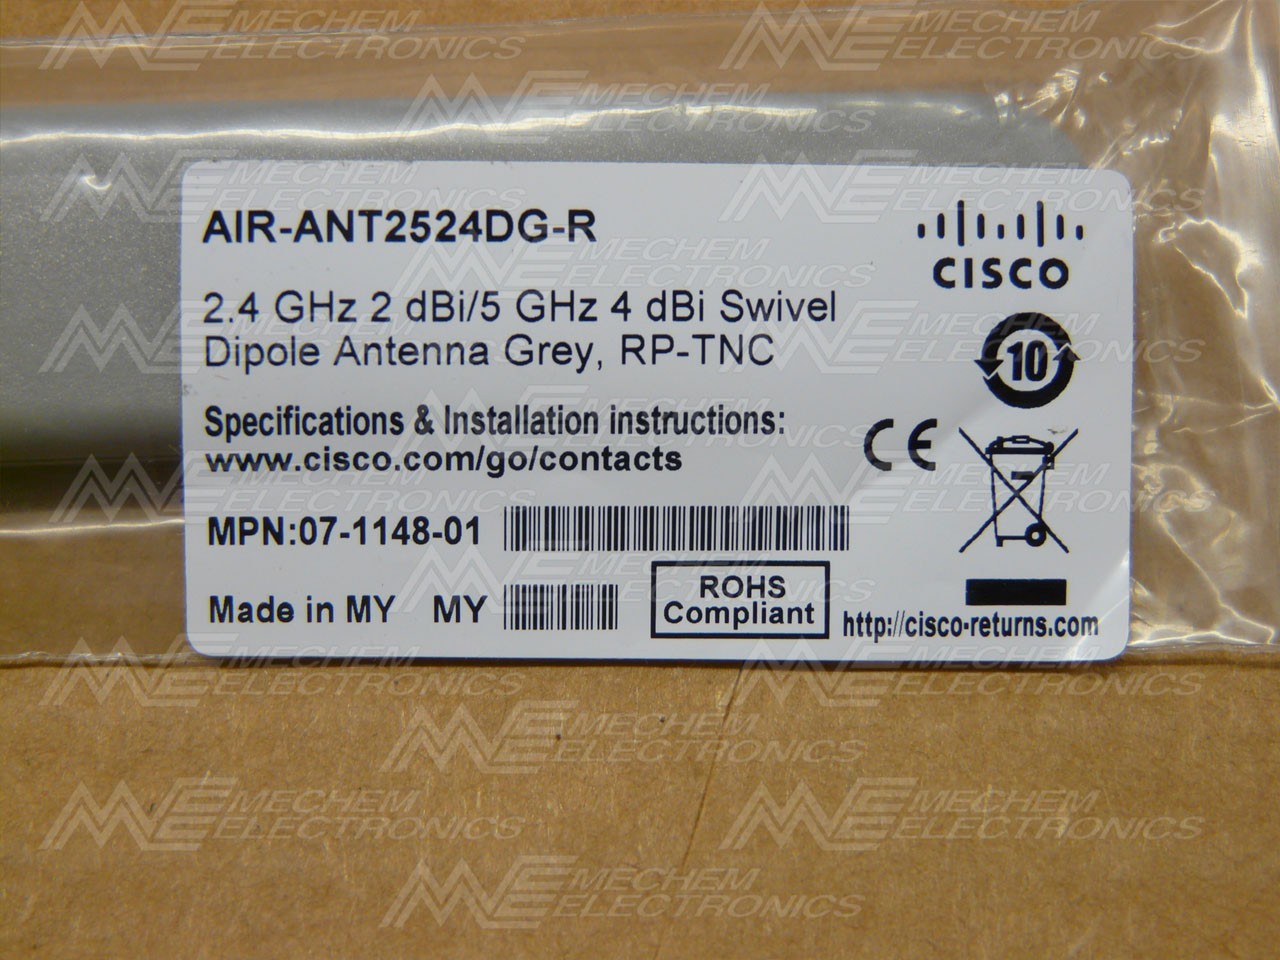 AIR-ANT2524DG-R
CISCO
2.4 GHz 2 dBi/5 GHz 4 dBi Swivel
Dipole Antenna Grey, RP-TNC
10
Specifications & Installation instructions:
www.cisco.com/go/contacts
CE
MPN:07-1148-01
Made in MY MY
ROHS
Compliant
http://cisco-returns.com
MECHEM
ELECTRONICS